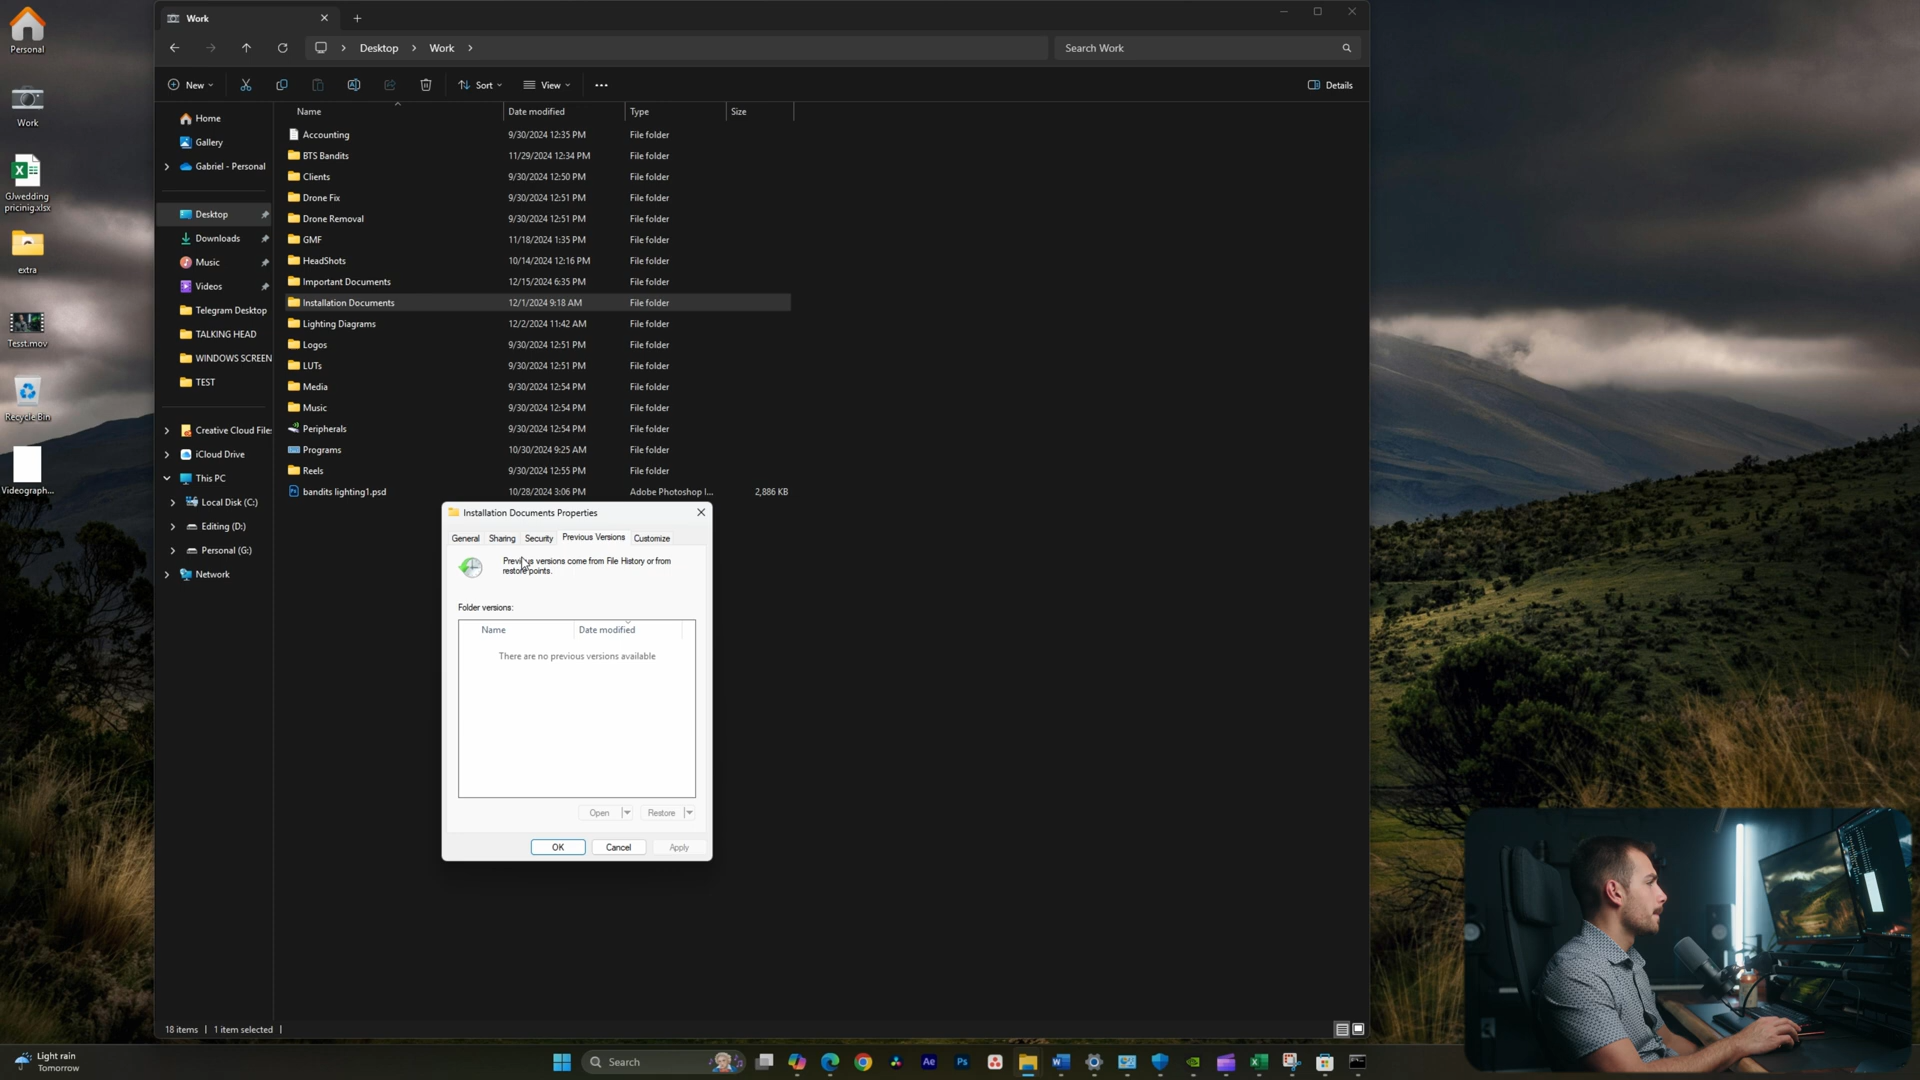 Personal
Work
GJwedding
pricinig.xlsx
extra
Tesst.mov
Recycle Bin
Videograph...
Work
Desktop
Work
Search Work
New
Sort
View
Details
Home
Gallery
Gabriel - Personal
Desktop
Downloads
Music
Videos
Telegram Desktop
TALKING HEAD
WINDOWS SCREEN
TEST
Creative Cloud Files
iCloud Drive
This PC
Local Disk (C:)
Editing (D:)
Personal (G:)
Network
Name Date modified Type Size
Accounting 9/30/2024 12:35 PM File folder
BTS Bandits 11/29/2024 12:34 PM File folder
Clients 9/30/2024 12:50 PM File folder
Drone Fix 9/30/2024 12:51 PM File folder
Drone Removal 9/30/2024 12:51 PM File folder
GMF 11/18/2024 1:35 PM File folder
HeadShots 10/14/2024 12:16 PM File folder
Important Documents 12/15/2024 6:35 PM File folder
Installation Documents 12/1/2024 9:18 AM File folder
Lighting Diagrams 12/2/2024 11:42 AM File folder
Logos 9/30/2024 12:51 PM File folder
LUTs 9/30/2024 12:51 PM File folder
Media 9/30/2024 12:54 PM File folder
Music 9/30/2024 12:54 PM File folder
Peripherals 9/30/2024 12:54 PM File folder
Programs 10/30/2024 9:25 AM File folder
Reels 9/30/2024 12:55 PM File folder
bandits lighting1.psd 10/28/2024 3:06 PM Adobe Photoshop I... 2,886 KB
Installation Documents Properties
General Sharing Security Previous Versions Customize
Previous versions come from File History or from
restore points.
Folder versions:
Name Date modified
There are no previous versions available
Open Restore
OK Cancel Apply
18 items 1 item selected
Light rain
Tomorrow
Search
Ae
Ps